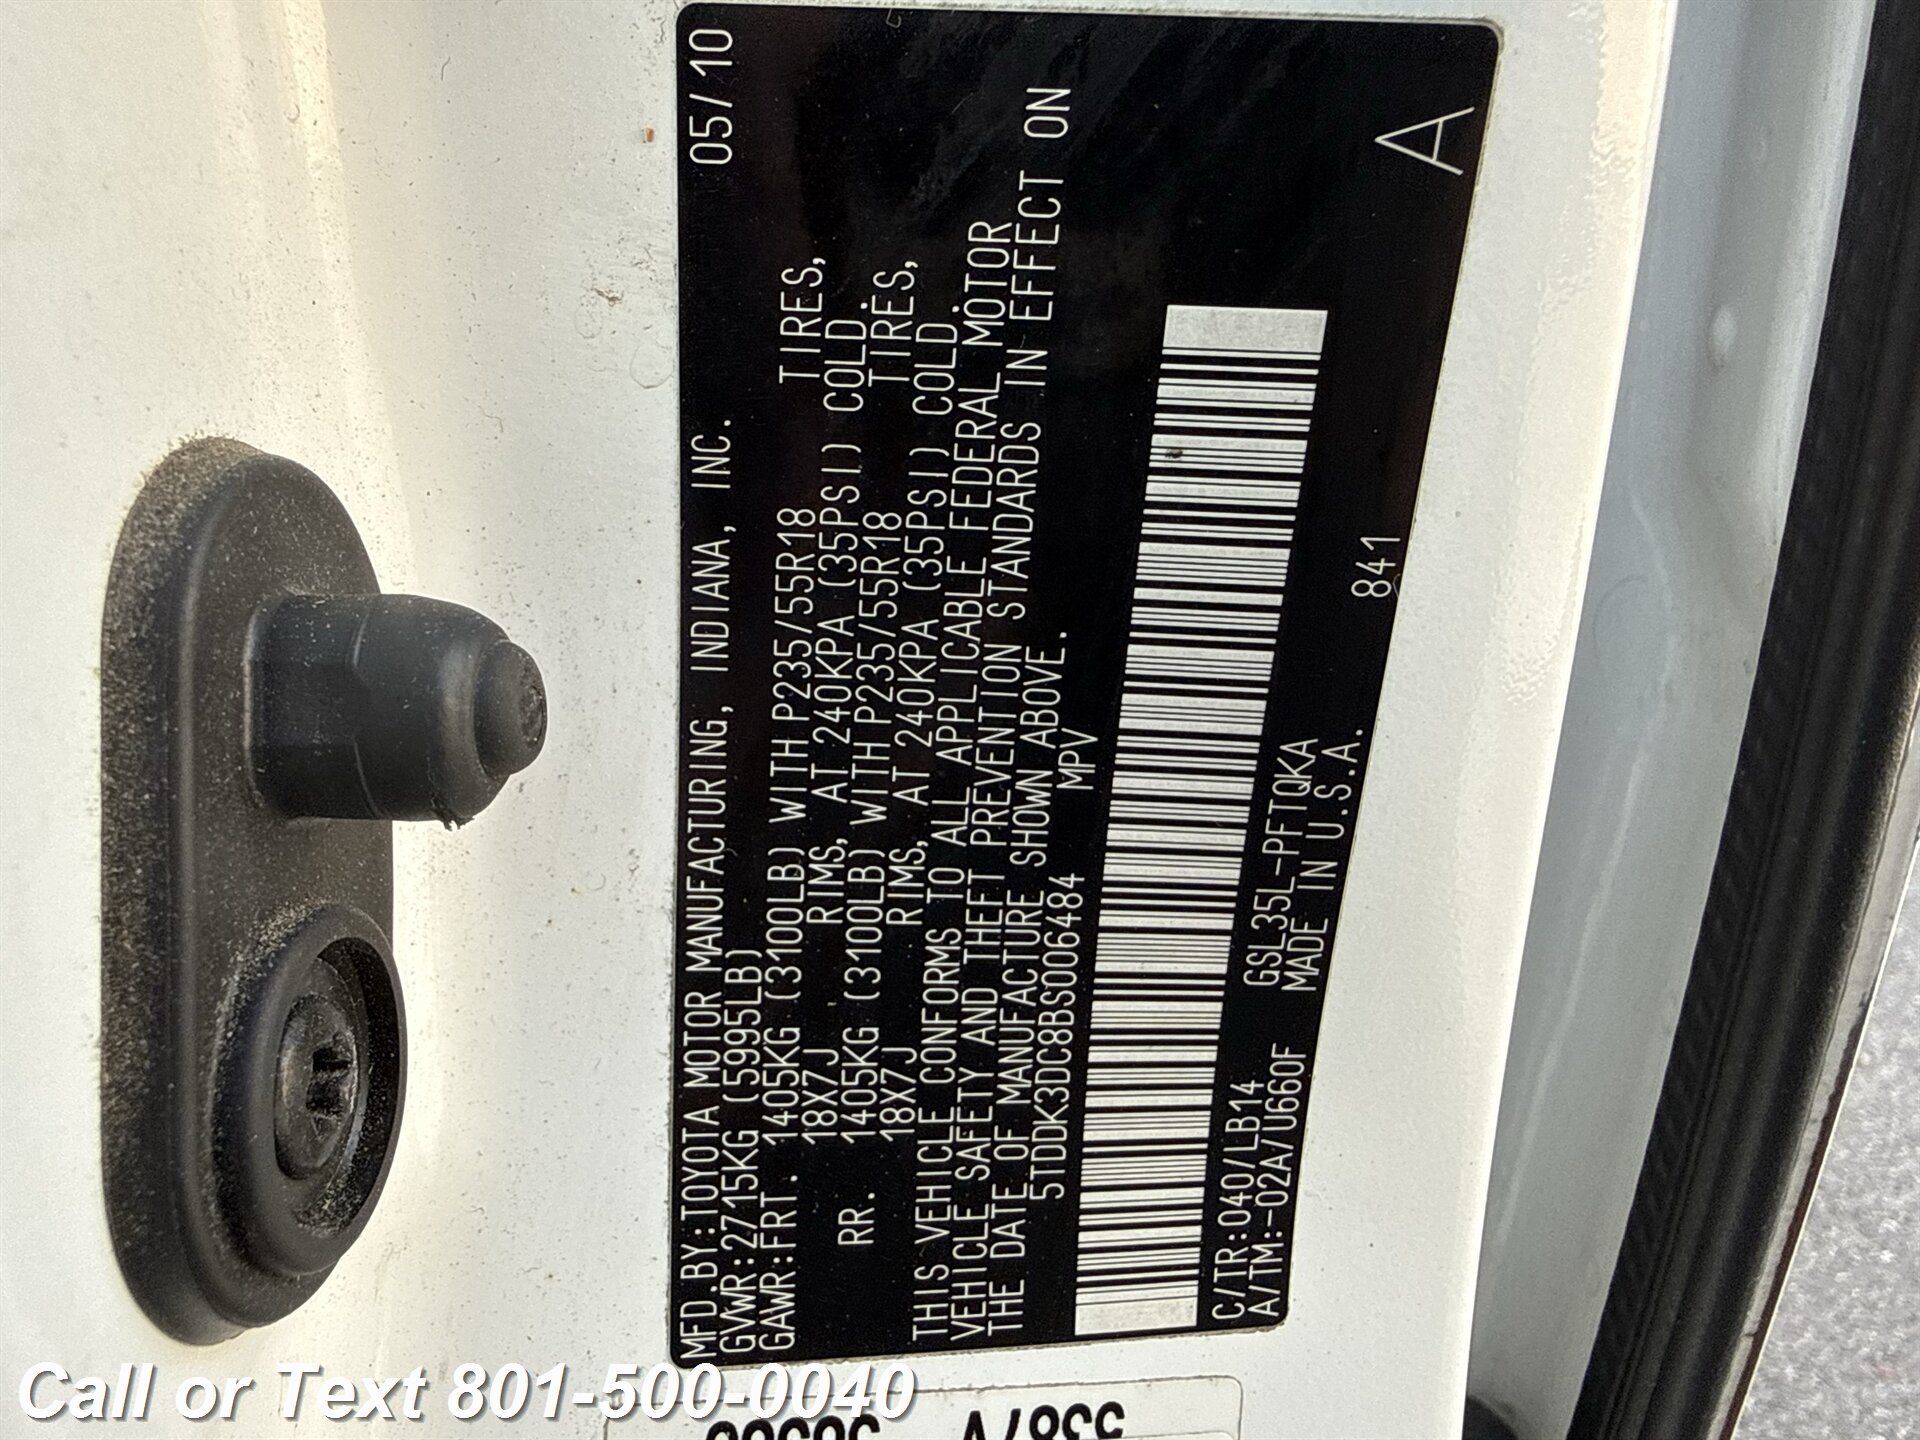 MFD.BY:TOYOTA MOTOR MANUFACTURING, INDIANA, INC. 05/10
GVWR:2715KG (5995LB)
GAWR:FRT. 1405KG (3100LB) WITH P235/55R18 TIRES,
18X7J RIMS, AT 240KPA (35PSI) COLD.
RR. 1405KG (3100LB) WITH P235/55R18 TIRES,
18X7J RIMS, AT 240KPA (35PSI) COLD.
THIS VEHICLE CONFORMS TO ALL APPLICABLE FEDERAL MOTOR
VEHICLE SAFETY AND THEFT PREVENTION STANDARDS IN EFFECT ON
THE DATE OF MANUFACTURE SHOWN ABOVE.
5TDDK3DC8BS006484 MPV
C/TR:040/LB14 GSL35L-PFTQKA 841
A/TM:-02A/U660F MADE IN U.S.A.
A
Call or Text 801-500-0040